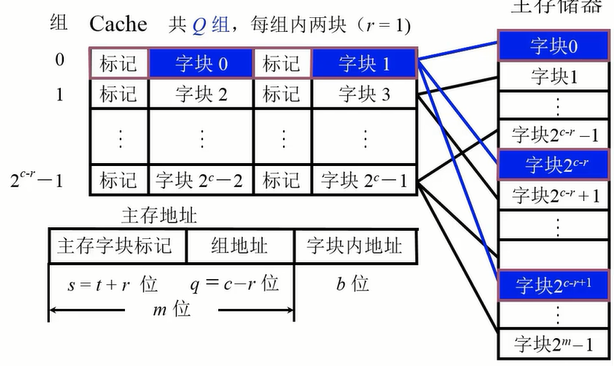 组 Cache 共 Q 组，每组内两块（r = 1）
主存储器
0 标记 字块 0 标记 字块 1
1 标记 字块 2 标记 字块 3
⋮ ⋮ ⋮ ⋮
2^{c-r}－1 标记 字块 2^c－2 标记 字块 2^c－1
字块0
字块1
⋮
字块2^{c-r}－1
字块2^{c-r}
字块2^{c-r}＋1
⋮
字块2^{c-r+1}
⋮
字块2^m－1
主存地址
主存字块标记 组地址 字块内地址
s = t + r 位 q = c－r 位 b 位
m 位